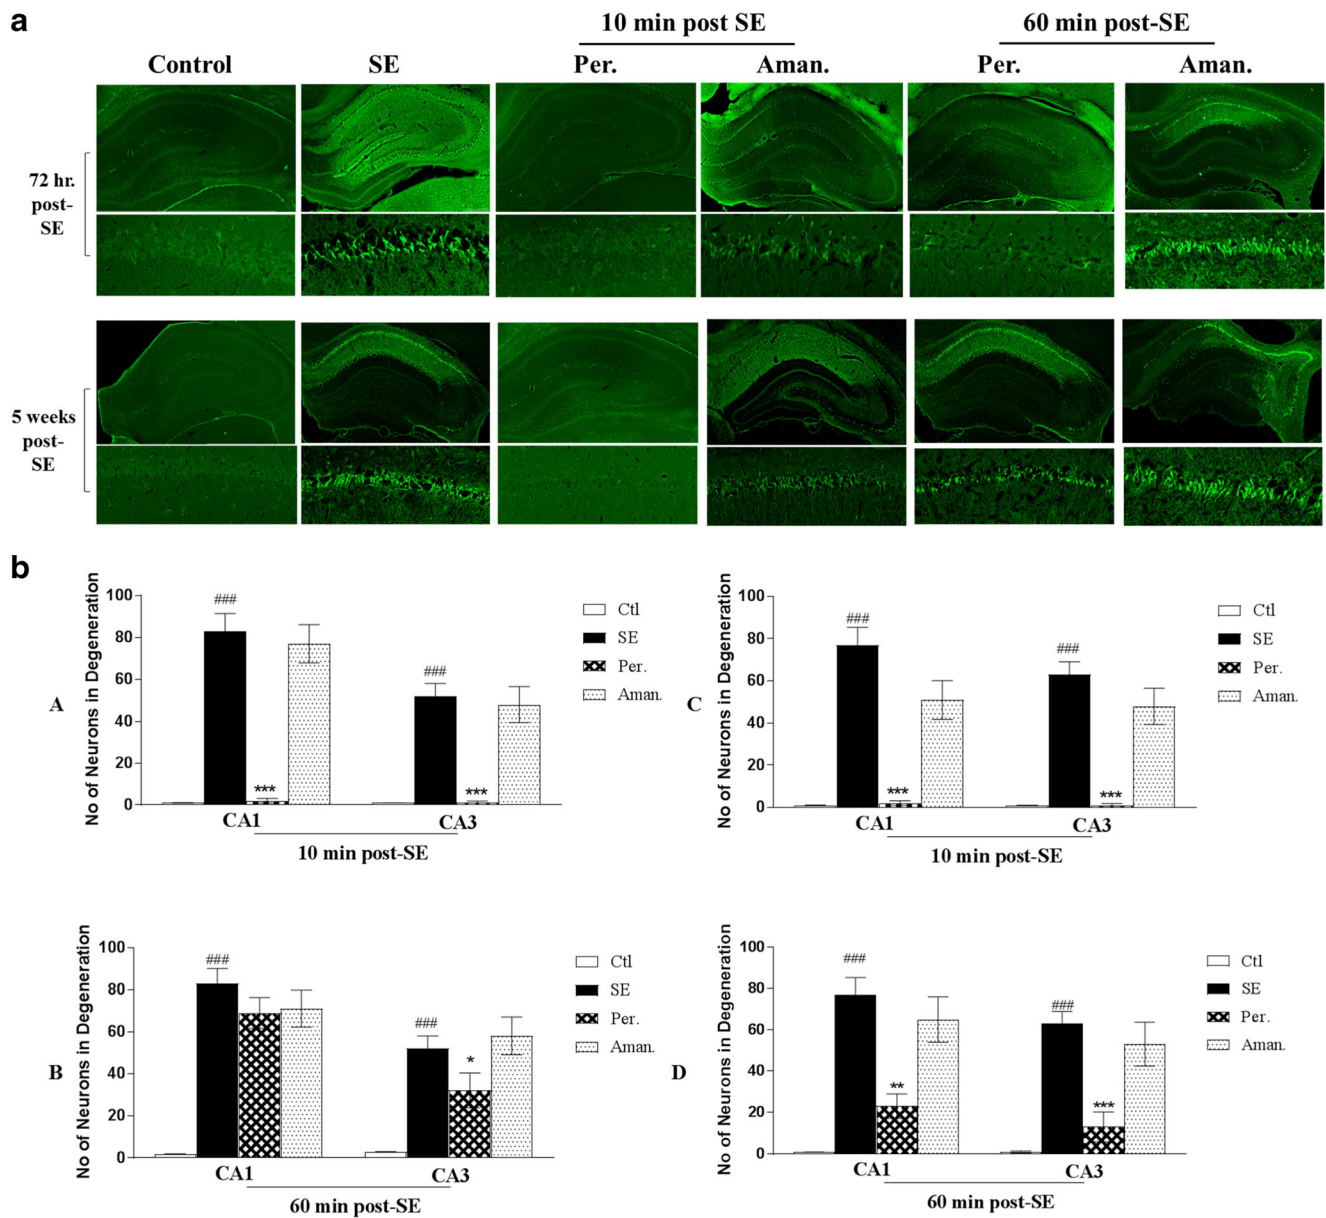 a
10 min post SE
60 min post-SE
Control
SE
Per.
Aman.
Per.
Aman.
72 hr.
post-
SE
5 weeks
post-
SE
b
A
No of Neurons in Degeneration
100
80
60
40
20
0
###
***
###
***
CA1
CA3
10 min post-SE
Ctl
SE
Per.
Aman.
C
No of Neurons in Degeneration
100
80
60
40
20
0
###
***
###
***
CA1
CA3
10 min post-SE
Ctl
SE
Per.
Aman.
B
No of Neurons in Degeneration
100
80
60
40
20
0
###
###
*
CA1
CA3
60 min post-SE
Ctl
SE
Per.
Aman.
D
No of Neurons in Degeneration
100
80
60
40
20
0
###
**
###
***
CA1
CA3
60 min post-SE
Ctl
SE
Per.
Aman.